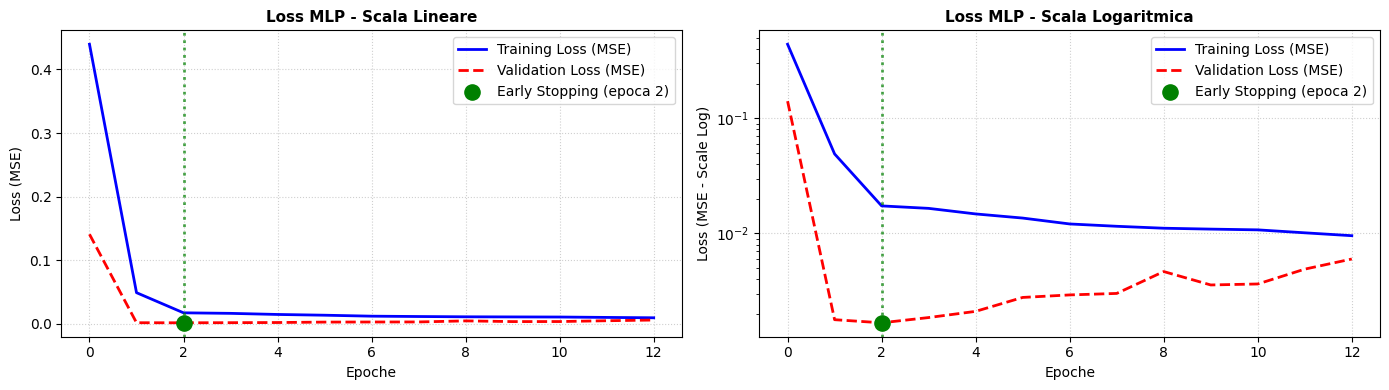 Loss MLP - Scala Lineare
Loss (MSE)
0.4
0.3
0.2
0.1
0.0
Training Loss (MSE)
Validation Loss (MSE)
Early Stopping (epoca 2)
0 2 4 6 8 10 12
Epoche
Loss MLP - Scala Logaritmica
Loss (MSE - Scale Log)
10⁻¹
10⁻²
Training Loss (MSE)
Validation Loss (MSE)
Early Stopping (epoca 2)
0 2 4 6 8 10 12
Epoche